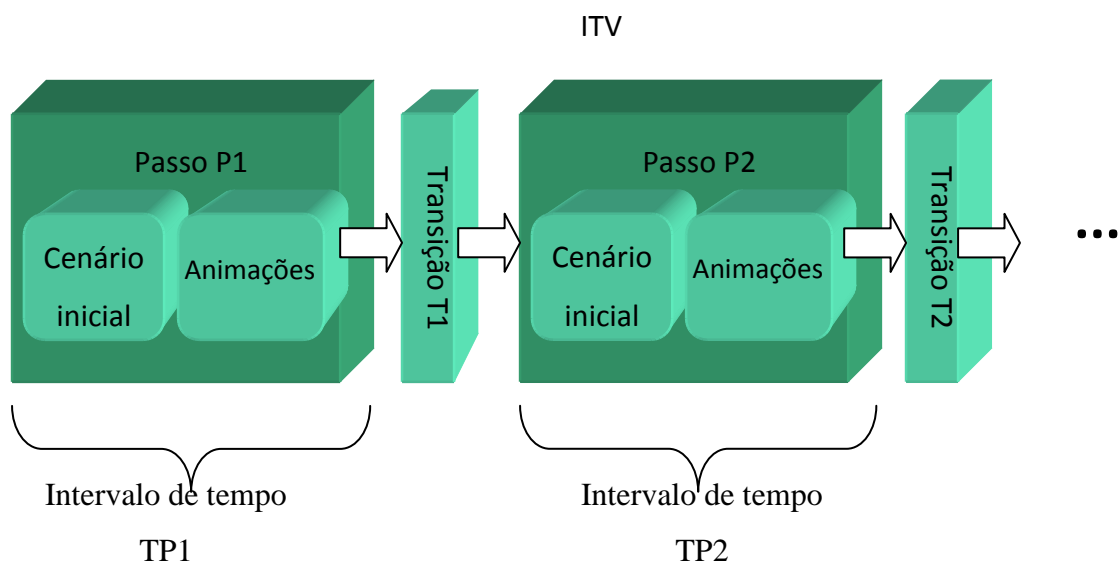 ITV
Passo P1
Cenário
inicial
Animações
Transição T1
Passo P2
Cenário
inicial
Animações
Transição T2
...
Intervalo de tempo
TP1
Intervalo de tempo
TP2